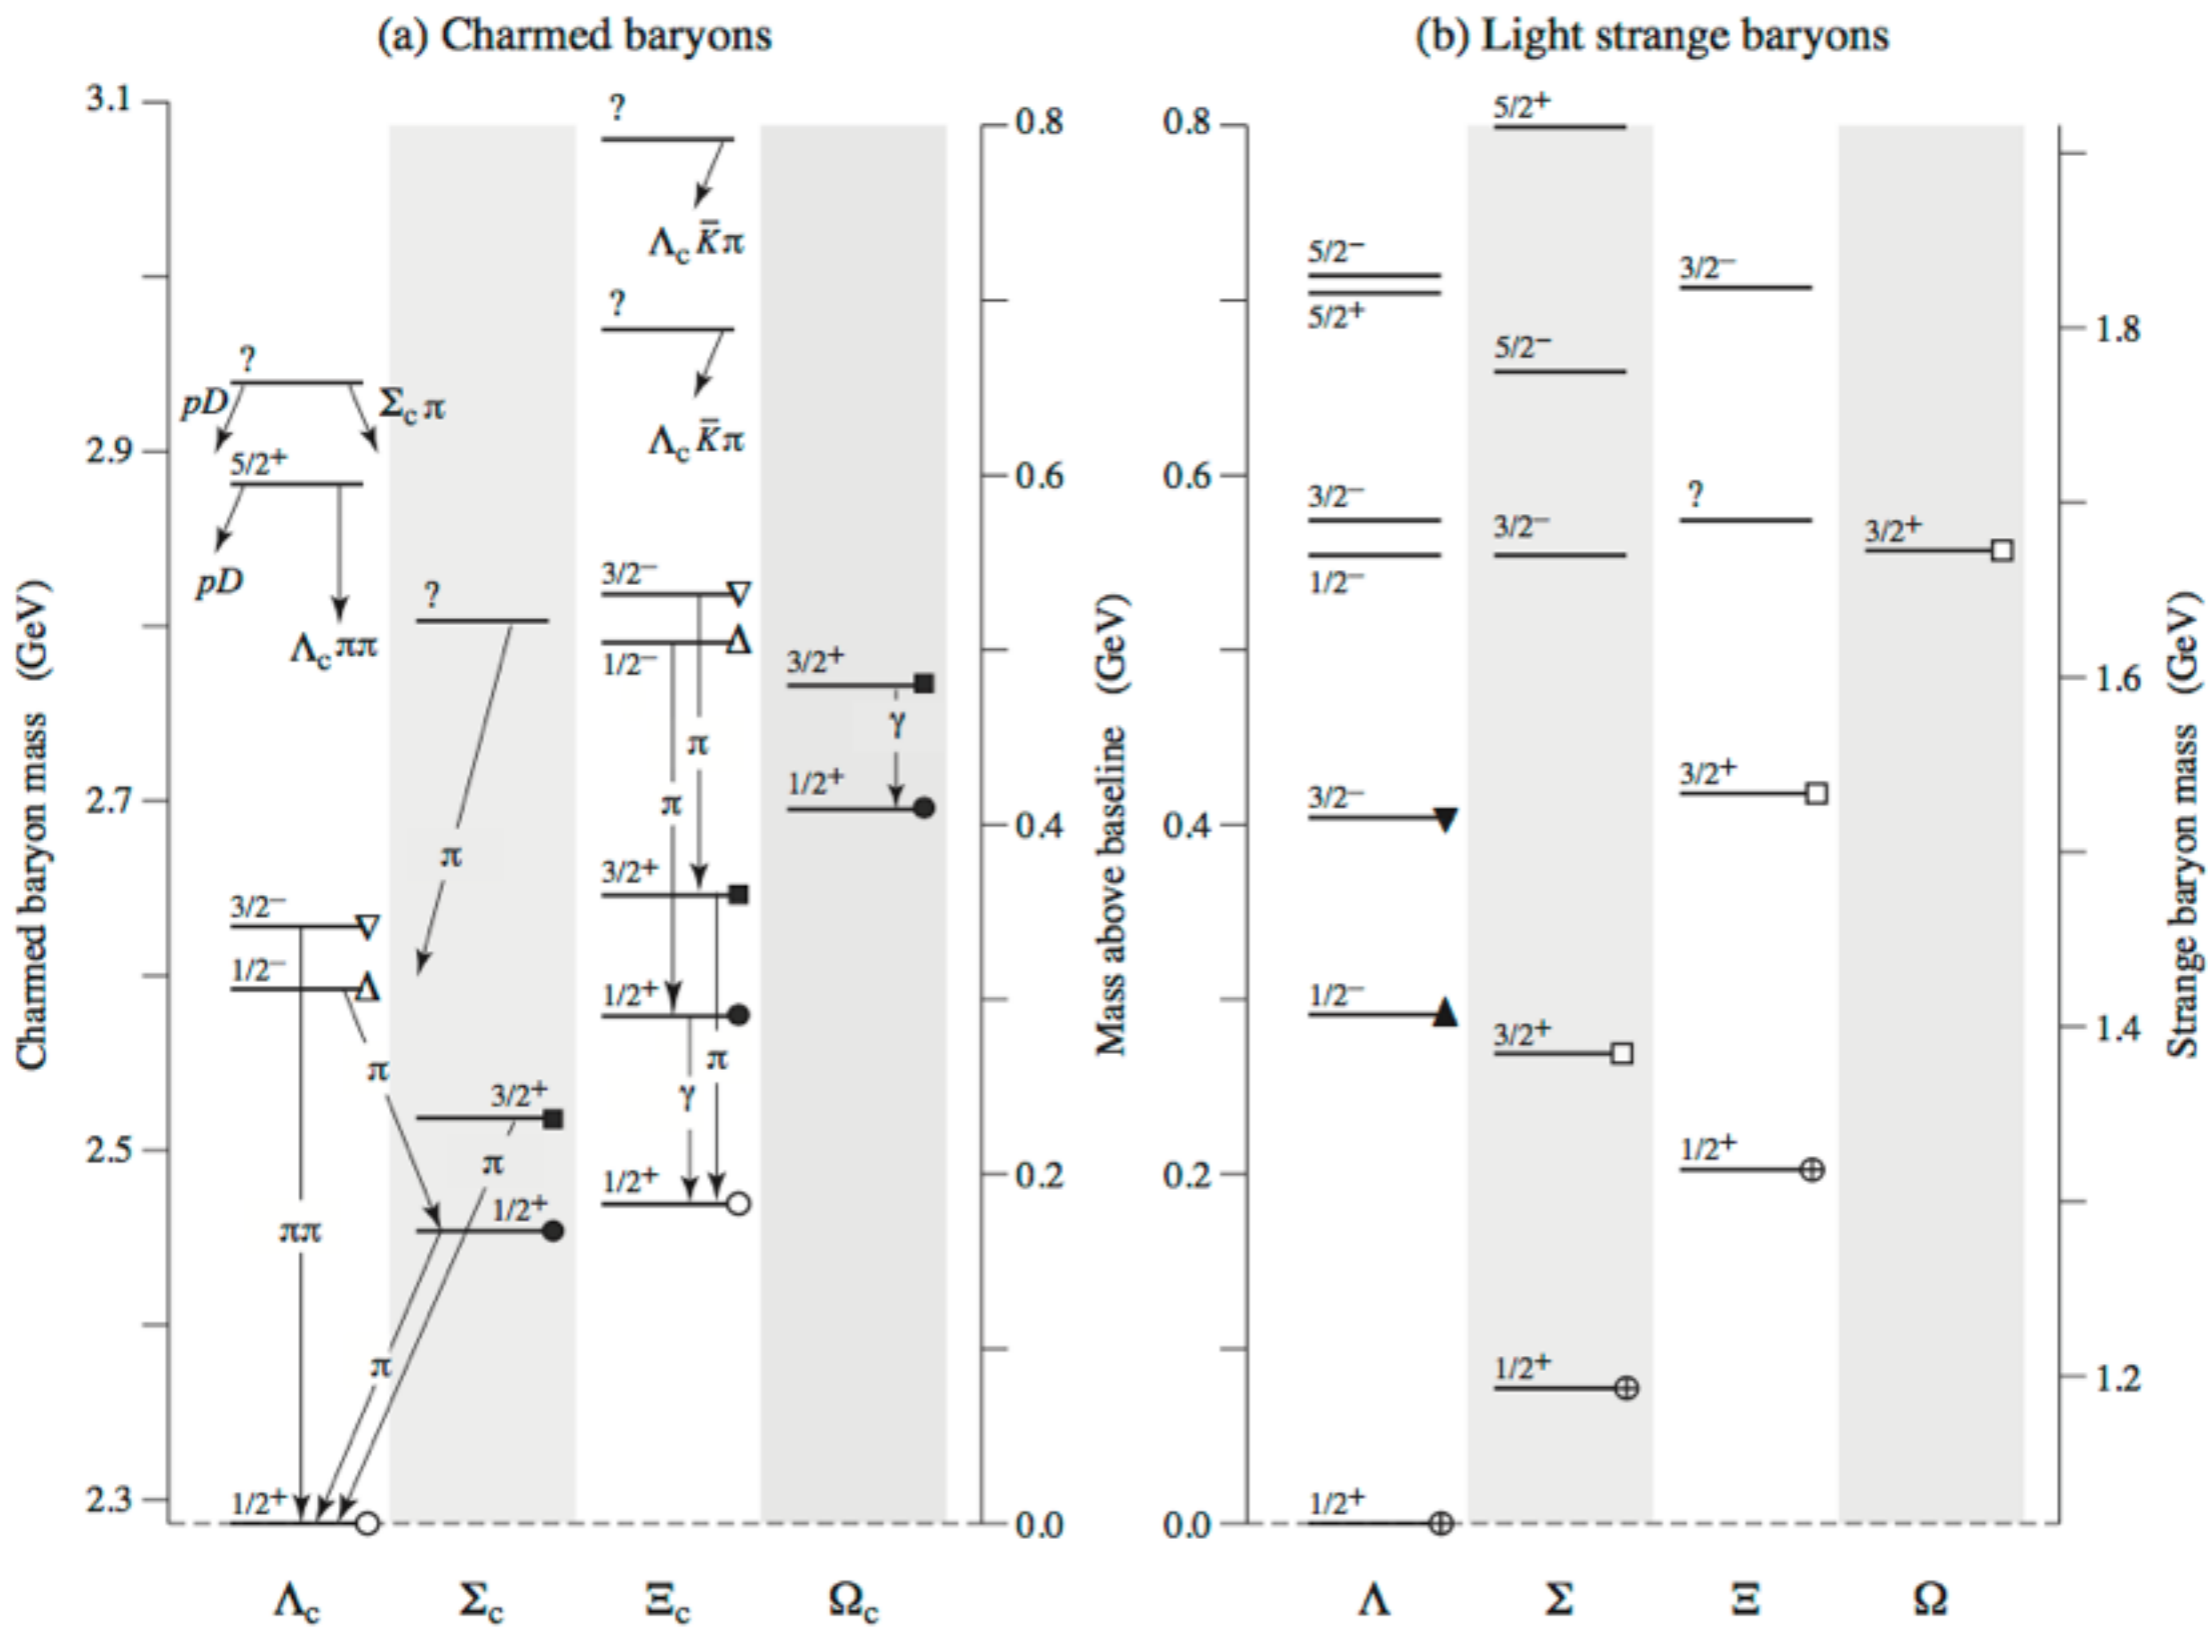 (a) Charmed baryons
(b) Light strange baryons
Charmed baryon mass (GeV)
3.1
2.9
2.7
2.5
2.3
?
pD
Σc π
5/2+
pD
Λc ππ
3/2−
1/2−
π
ππ
1/2+
?
π
3/2+
π
1/2+
π
?
Λc K̄π
?
Λc K̄π
3/2−
1/2−
π
π
3/2+
1/2+
π
γ
1/2+
3/2+
γ
1/2+
Λc
Σc
Ξc
Ωc
0.8
0.6
0.4
0.2
0.0
Mass above baseline (GeV)
0.8
0.6
0.4
0.2
0.0
5/2−
5/2+
3/2−
1/2−
3/2−
1/2−
1/2+
5/2+
5/2−
3/2−
3/2+
1/2+
3/2−
?
3/2+
1/2+
3/2+
Λ
Σ
Ξ
Ω
1.8
1.6
1.4
1.2
Strange baryon mass (GeV)